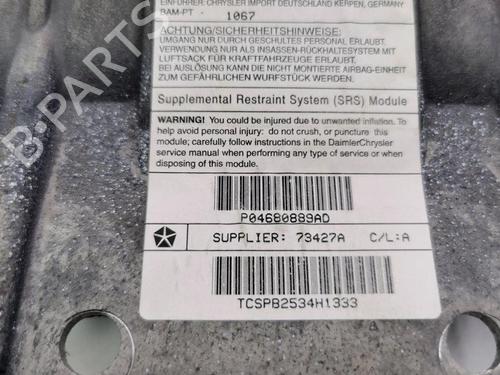 EINFÜHRER: CHRYSLER IMPORT DEUTSCHLAND KERPEN, GERMANY
BAM-PT - 1067
ACHTUNG/SICHERHEITSHINWEISE:
UMGANG NUR DURCH GESCHULTES PERSONAL ERLAUBT.
VERWENDUNG NUR ALS INSASSEN-RÜCKHALTESYSTEM MIT
LUFTSACK FÜR KRAFTFAHRZEUGE ERLAUBT.
BEI AUSLÖSUNG KANN DIE NICHT MONTIERTE AIRBAG-EINHEIT
ZUM GEFÄHRLICHEN WURFSTÜCK WERDEN.
Supplemental Restraint System (SRS) Module
WARNING! You could be injured due to unwanted inflation. To
help avoid personal injury: do not crush, or puncture this
module; carefully follow instructions in the DaimlerChrysler
service manual when performing any type of service or when
disposing of this module.
P04680889AD
SUPPLIER: 73427A C/L:A
TCSPB2534H1333
B-Parts